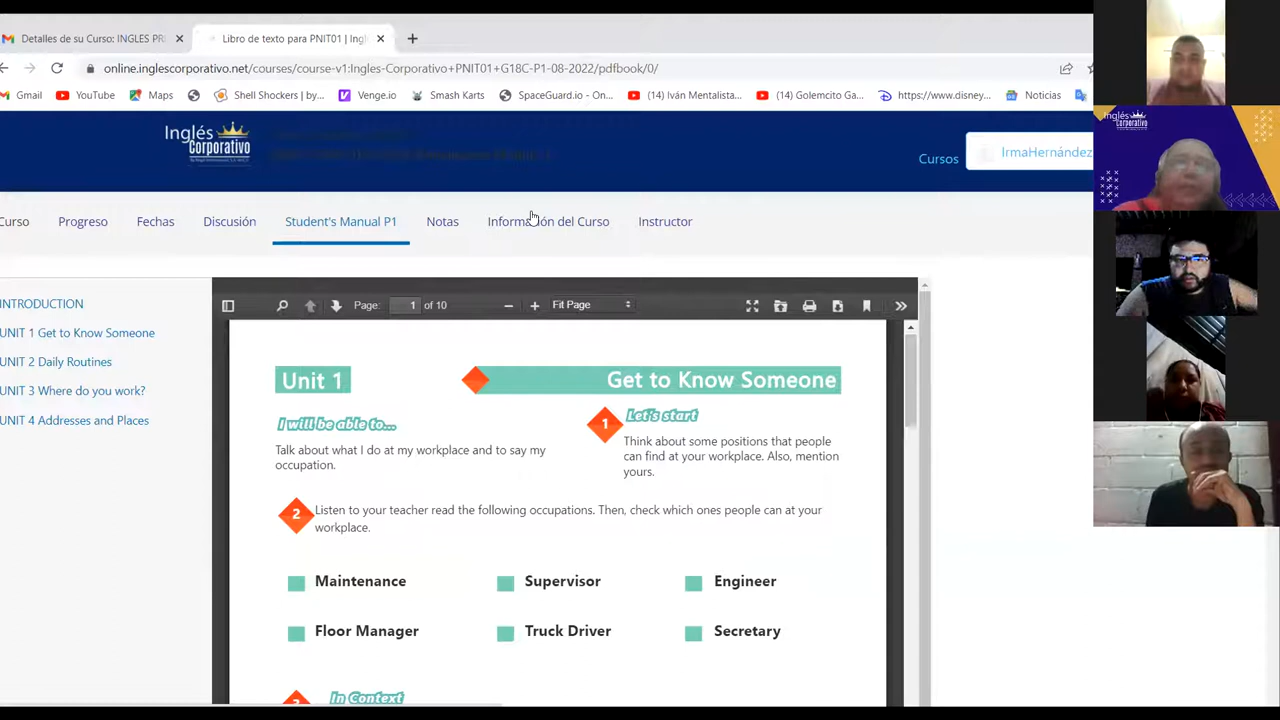 Detalles de su Curso: INGLES PR
Libro de texto para PNIT01 | Ingl
online.inglescorporativo.net/courses/course-v1:Ingles-Corporativo+PNIT01+G18C-P1-08-2022/pdfbook/0/
Gmail
YouTube
Maps
Shell Shockers | by...
Venge.io
Smash Karts
SpaceGuard.io - On...
(14) Iván Mentalista...
(14) Golemcito Ga...
https://www.disney...
Noticias
Inglés
Corporativo
Cursos
IrmaHernández
Inglés
Corporativo
Curso
Progreso
Fechas
Discusión
Student's Manual P1
Notas
Información del Curso
Instructor
INTRODUCTION
UNIT 1 Get to Know Someone
UNIT 2 Daily Routines
UNIT 3 Where do you work?
UNIT 4 Addresses and Places
Page: 1 of 10
Fit Page
Unit 1
Get to Know Someone
I will be able to...
Talk about what I do at my workplace and to say my
occupation.
1 Let's start
Think about some positions that people
can find at your workplace. Also, mention
yours.
2 Listen to your teacher read the following occupations. Then, check which ones people can at your
workplace.
Maintenance
Supervisor
Engineer
Floor Manager
Truck Driver
Secretary
In Context